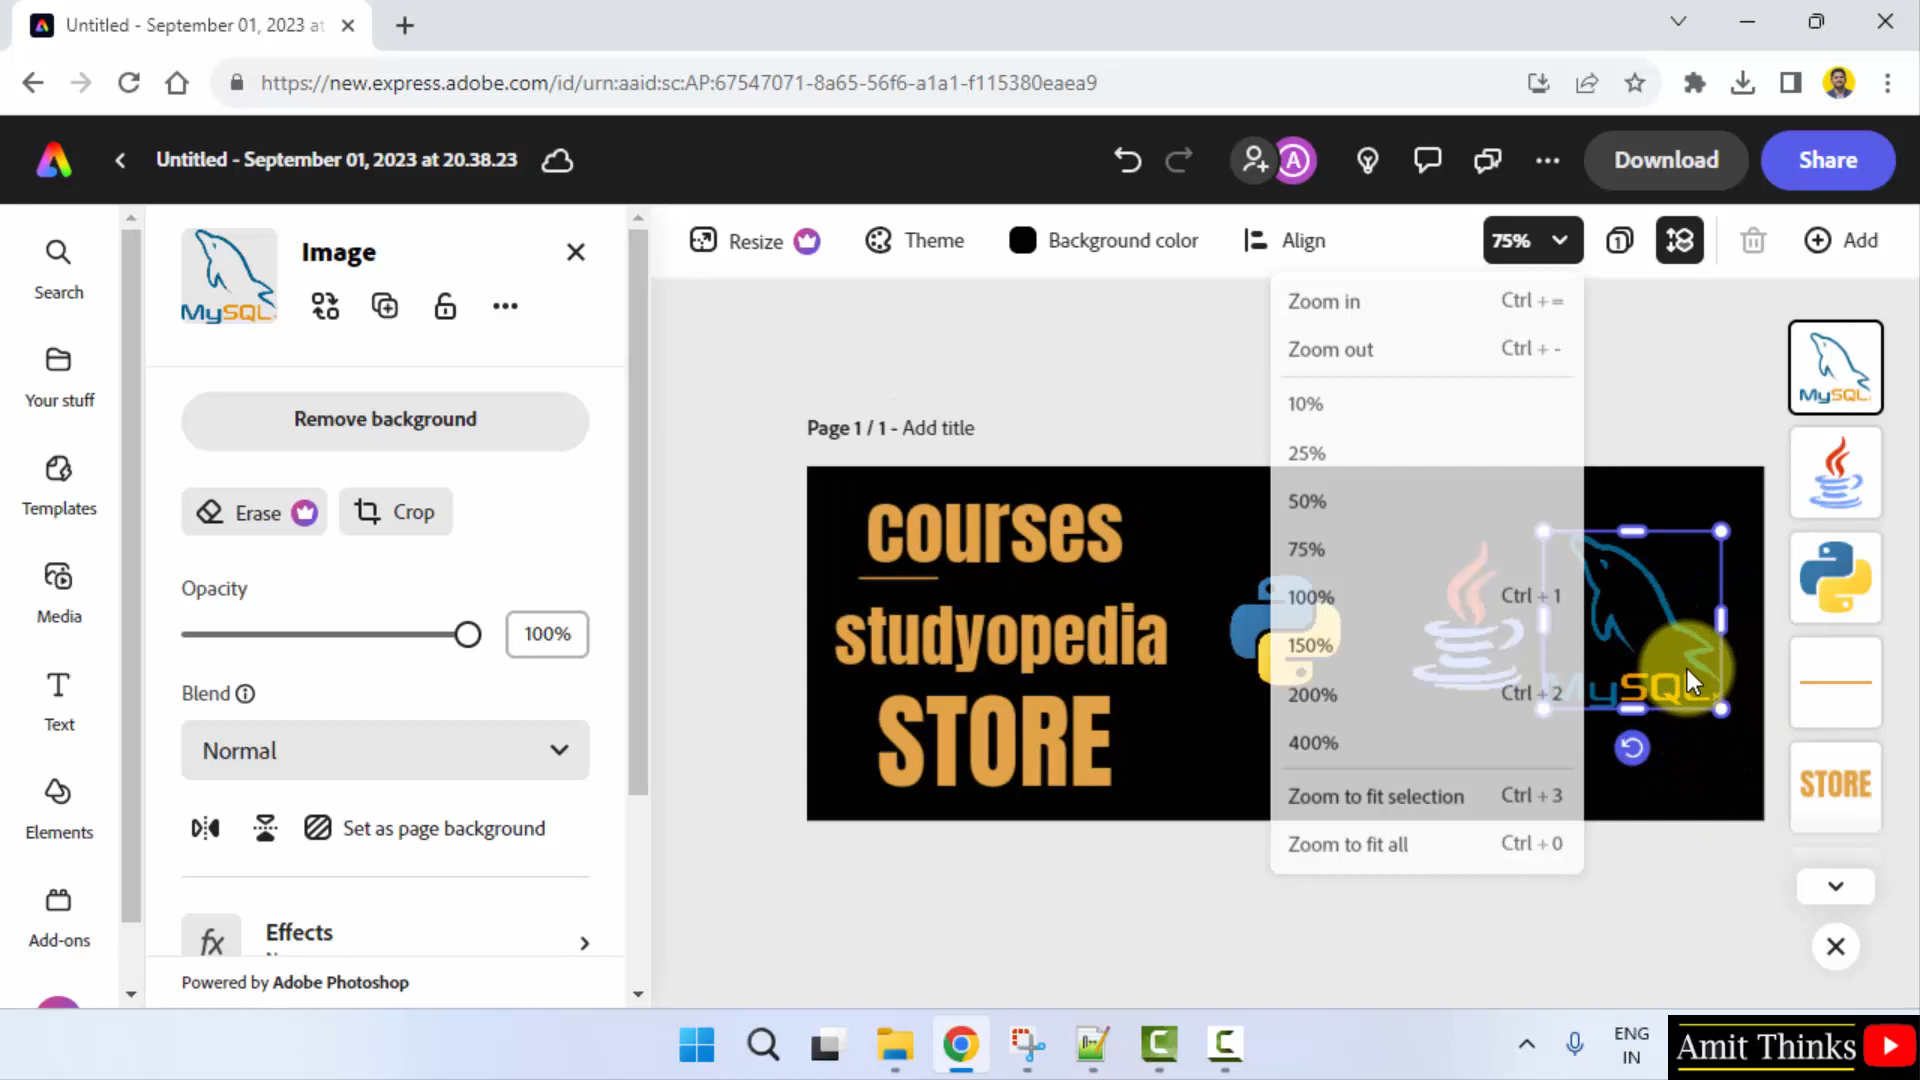 Untitled - September 01, 2023 at
https://new.express.adobe.com/id/urn:aaid:sc:AP:67547071-8a65-56f6-a1a1-f115380eaea9
Untitled - September 01, 2023 at 20.38.23
A
Download
Share
Search
Your stuff
Templates
Media
Text
Elements
Add-ons
MySQL
Image
Remove background
Erase
Crop
Opacity
100%
Blend
Normal
Set as page background
fx
Effects
Powered by Adobe Photoshop
Resize
Theme
Background color
Align
75%
1
Add
Zoom in Ctrl + =
Zoom out Ctrl + -
10%
25%
50%
75%
100% Ctrl + 1
150%
200% Ctrl + 2
400%
Zoom to fit selection Ctrl + 3
Zoom to fit all Ctrl + 0
Page 1 / 1 - Add title
courses
studyopedia
STORE
MySQL
MySQL
STORE
ENG
IN
Amit Thinks